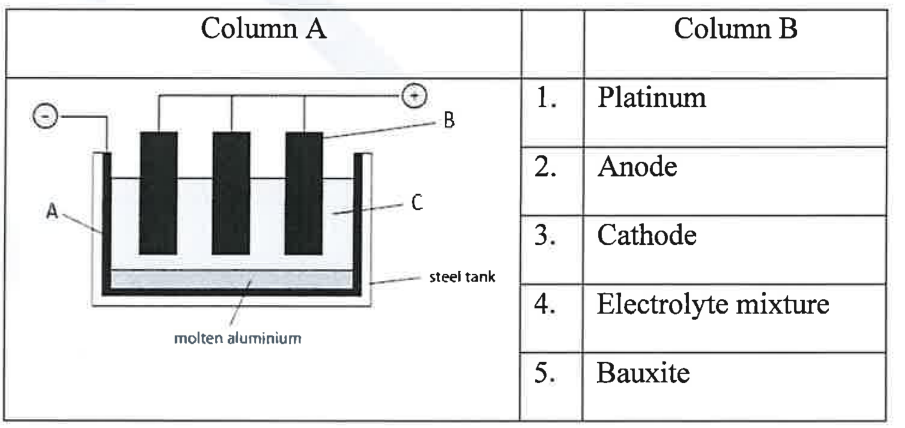 Column A
Column B
−
+
B
A
C
steel tank
molten aluminium
1. Platinum
2. Anode
3. Cathode
4. Electrolyte mixture
5. Bauxite